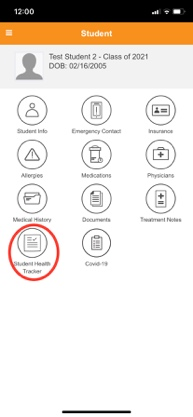 12:00
Student
Test Student 2 - Class of 2021
DOB: 02/16/2005
Student Info
Emergency Contact
Insurance
Allergies
Medications
Physicians
Medical History
Documents
Treatment Notes
Student Health
Tracker
Covid-19